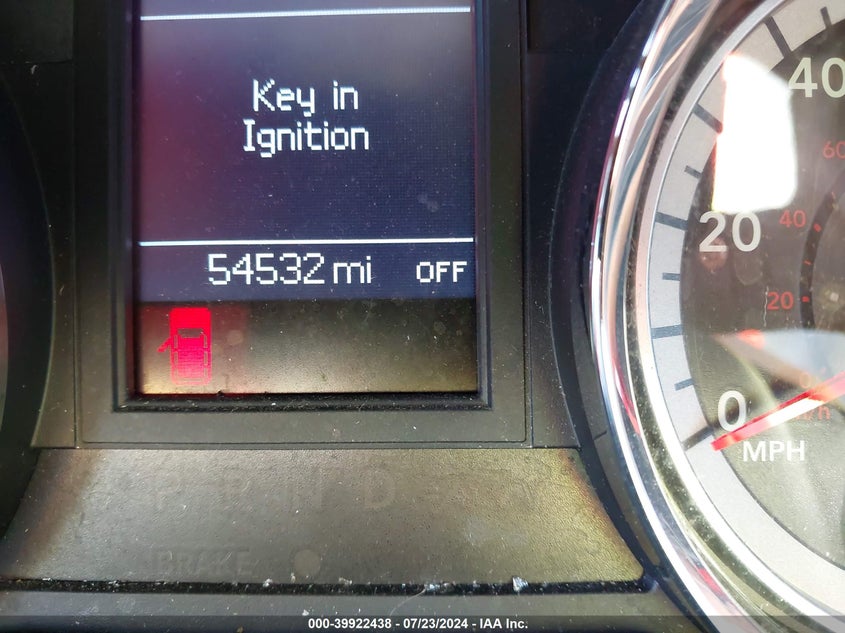 Key in
Ignition
54532 mi OFF
40
60
20
40
20
0
MPH
P R N D
BRAKE
000-39922438 - 07/23/2024 - IAA Inc.